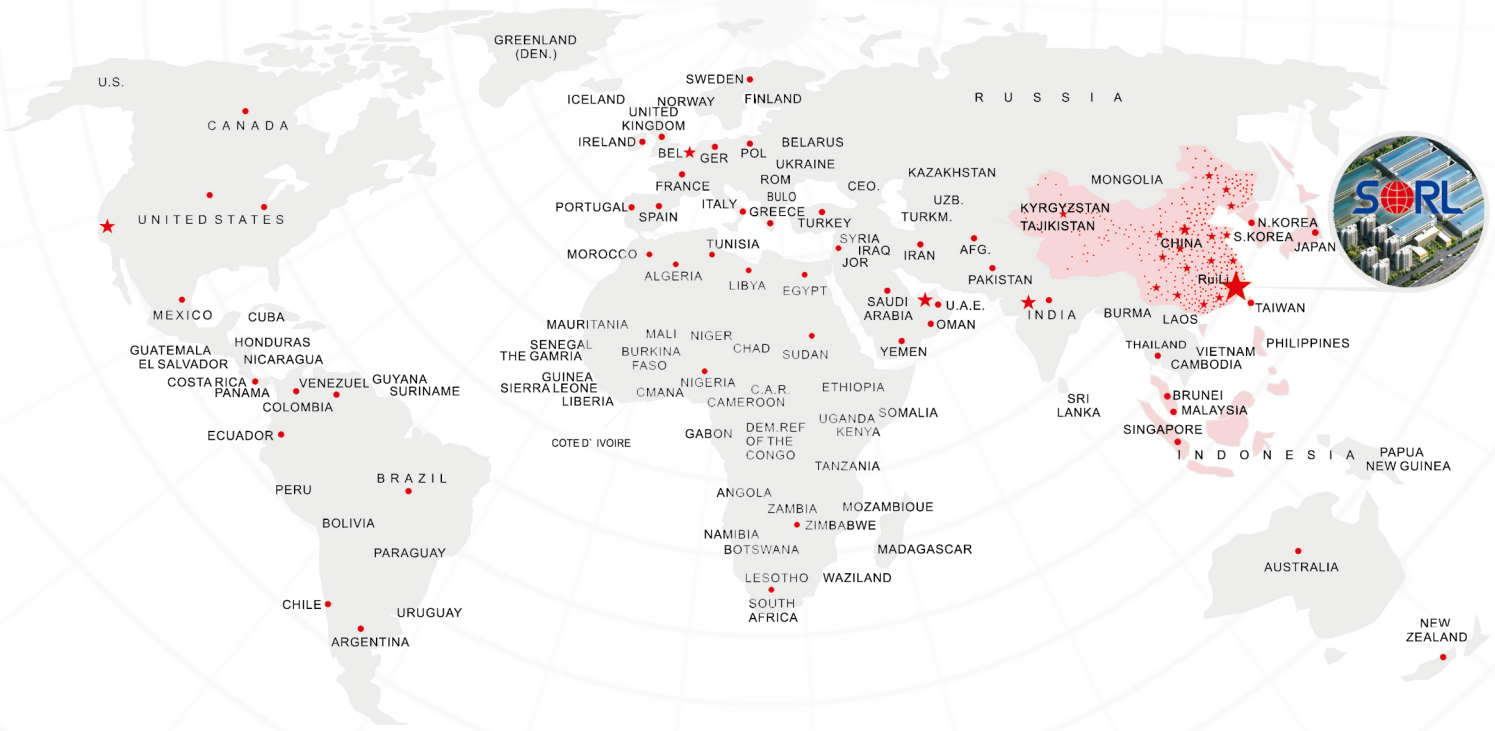 GREENLAND
(DEN.)
U.S.
SWEDEN
ICELAND
NORWAY
FINLAND
R U S S I A
UNITED
KINGDOM
CANADA
IRELAND
BEL
GER
POL
BELARUS
UKRAINE
FRANCE
ROM
CEO.
KAZAKHSTAN
MONGOLIA
SORL
PORTUGAL
SPAIN
ITALY
BULO
GREECE
TURKEY
UZB.
TURKM.
KYRGYZSTAN
TAJIKISTAN
UNITED STATES
N.KOREA
S.KOREA
JAPAN
CHINA
MOROCCO
TUNISIA
SYRIA
IRAQ
JOR
IRAN
AFG.
ALGERIA
LIBYA
EGYPT
PAKISTAN
RuiLi
SAUDI
ARABIA
U.A.E.
OMAN
INDIA
BURMA
LAOS
TAIWAN
MEXICO
CUBA
MAURITANIA
MALI
NIGER
CHAD
SUDAN
YEMEN
HONDURAS
NICARAGUA
GUATEMALA
EL SALVADOR
SENEGAL
THE GAMRIA
BURKINA
FASO
THAILAND
VIETNAM
CAMBODIA
PHILIPPINES
COSTA RICA
PANAMA
VENEZUEL
GUYANA
SURINAME
COLOMBIA
GUINEA
SIERRA LEONE
LIBERIA
CMANA
NIGERIA
CAMEROON
C.A.R.
ETHIOPIA
SOMALIA
SRI
LANKA
BRUNEI
MALAYSIA
SINGAPORE
ECUADOR
COTE D` IVOIRE
GABON
DEM.REF
OF THE
CONGO
UGANDA
KENYA
TANZANIA
I N D O N E S I A
PAPUA
NEW GUINEA
PERU
BRAZIL
ANGOLA
ZAMBIA
MOZAMBIOUE
BOLIVIA
NAMIBIA
ZIMBABWE
BOTSWANA
MADAGASCAR
PARAGUAY
AUSTRALIA
LESOTHO
WAZILAND
SOUTH
AFRICA
CHILE
URUGUAY
ARGENTINA
NEW
ZEALAND